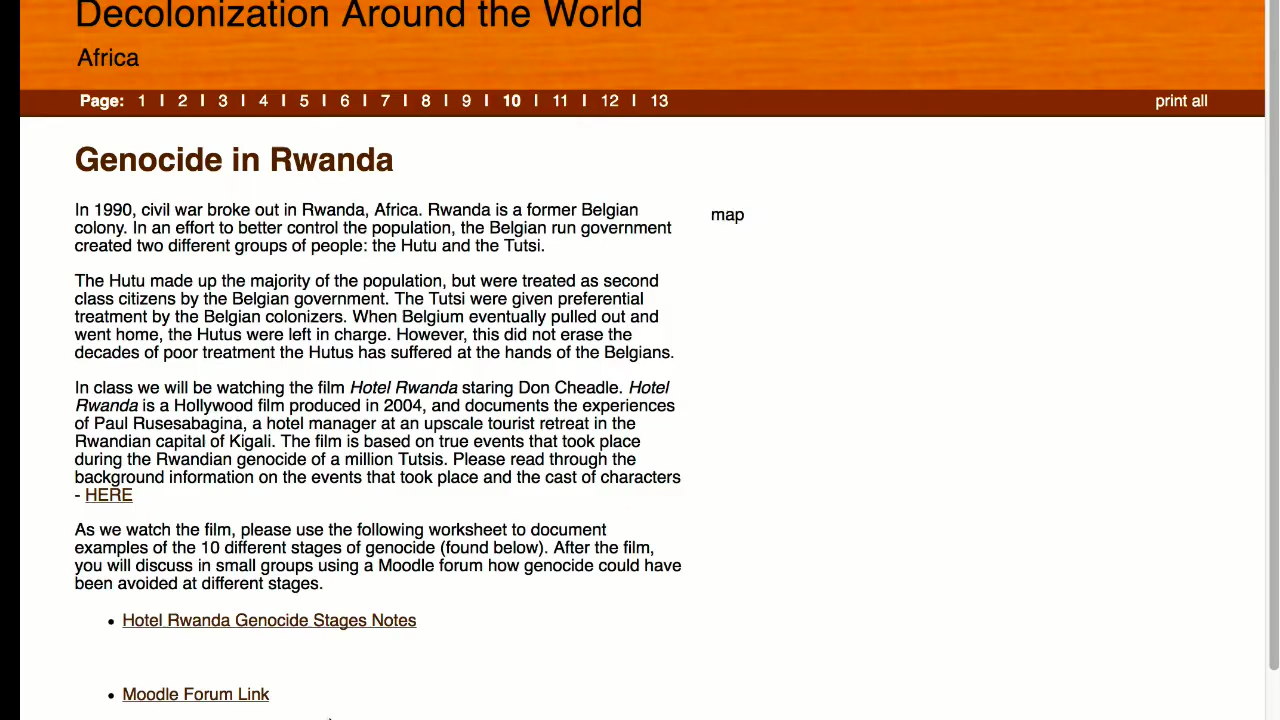 Decolonization Around the World
Africa
Page: 1 I 2 I 3 I 4 I 5 I 6 I 7 I 8 I 9 I 10 I 11 I 12 I 13 print all
Genocide in Rwanda
In 1990, civil war broke out in Rwanda, Africa. Rwanda is a former Belgian
colony. In an effort to better control the population, the Belgian run government
created two different groups of people: the Hutu and the Tutsi.
map
The Hutu made up the majority of the population, but were treated as second
class citizens by the Belgian government. The Tutsi were given preferential
treatment by the Belgian colonizers. When Belgium eventually pulled out and
went home, the Hutus were left in charge. However, this did not erase the
decades of poor treatment the Hutus has suffered at the hands of the Belgians.
In class we will be watching the film Hotel Rwanda staring Don Cheadle. Hotel
Rwanda is a Hollywood film produced in 2004, and documents the experiences
of Paul Rusesabagina, a hotel manager at an upscale tourist retreat in the
Rwandian capital of Kigali. The film is based on true events that took place
during the Rwandian genocide of a million Tutsis. Please read through the
background information on the events that took place and the cast of characters
- HERE
As we watch the film, please use the following worksheet to document
examples of the 10 different stages of genocide (found below). After the film,
you will discuss in small groups using a Moodle forum how genocide could have
been avoided at different stages.
• Hotel Rwanda Genocide Stages Notes
• Moodle Forum Link